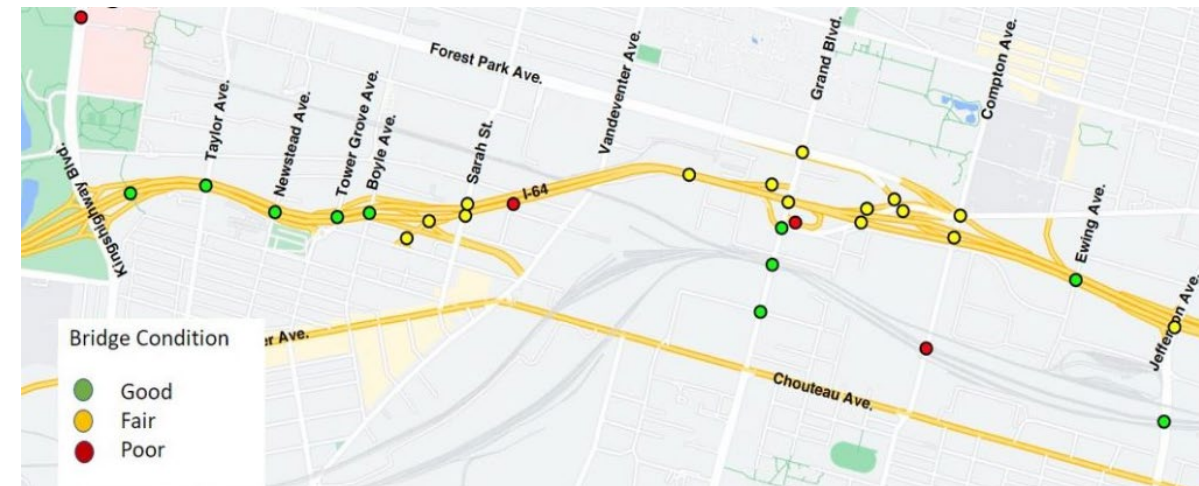 Forest Park Ave.
Grand Blvd.
Compton Ave.
Vandeventer Ave.
Taylor Ave.
Newstead Ave.
Tower Grove Ave.
Boyle Ave.
Sarah St.
I-64
Kingshighway Blvd.
Ewing Ave.
Jefferson Ave.
er Ave.
Chouteau Ave.
Bridge Condition
Good
Fair
Poor